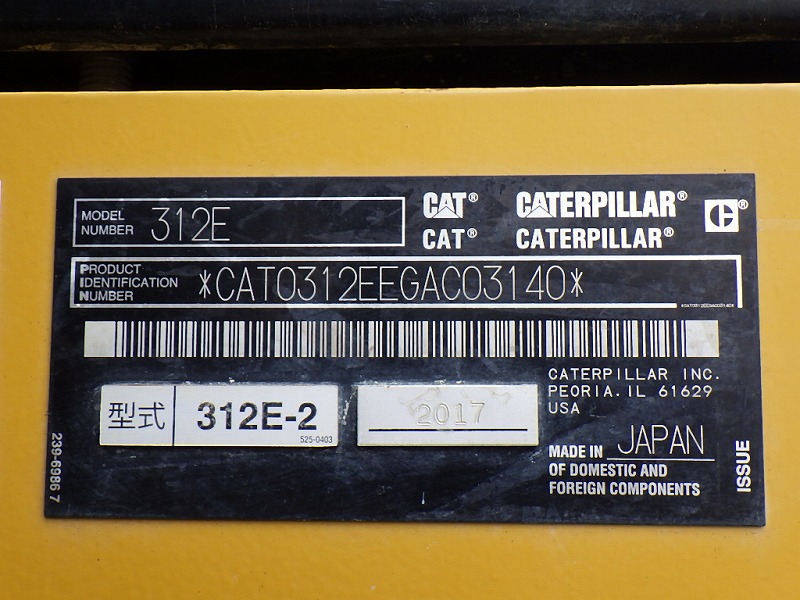 MODEL NUMBER 312E
CAT® CATERPILLAR® C®
CAT® CATERPILLAR®
PRODUCT IDENTIFICATION NUMBER *CAT0312EEGAC03140*
*CAT0312EEGAC03140*
CATERPILLAR INC.
PEORIA. IL 61629
USA
型式 312E-2
525-0403
2017
MADE IN JAPAN
OF DOMESTIC AND
FOREIGN COMPONENTS
239-6986 7
ISSUE